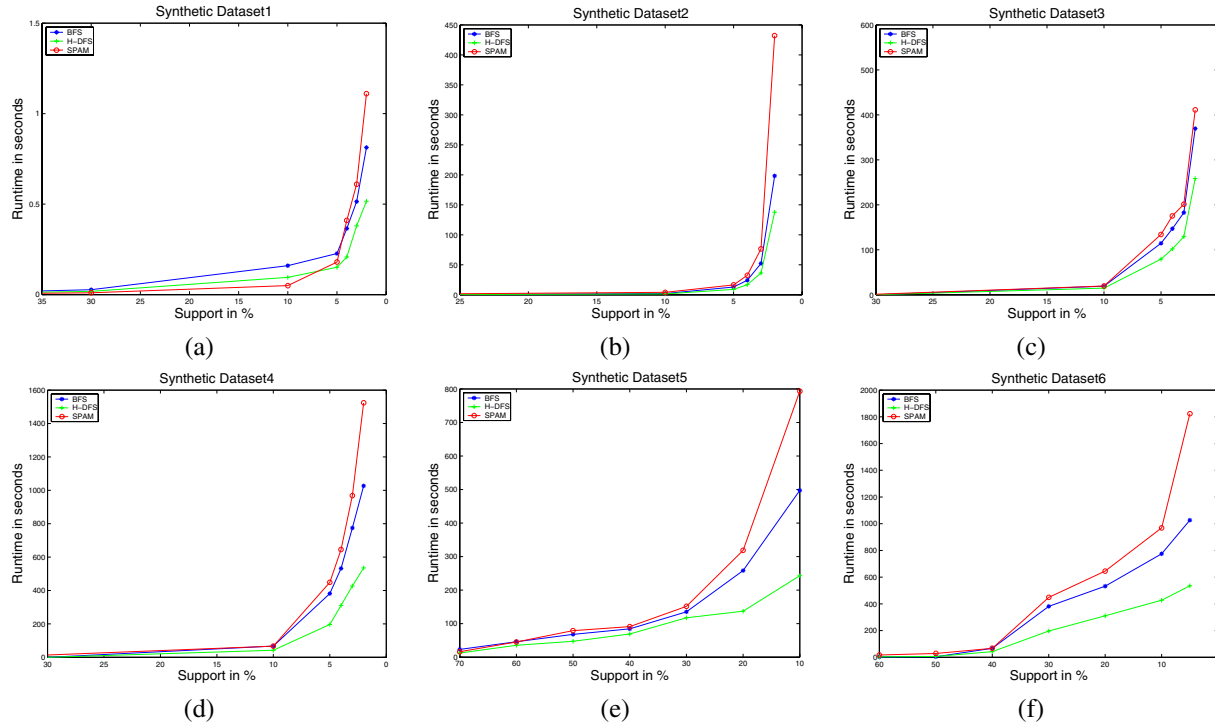 Synthetic Dataset1
BFS
H-DFS
SPAM
Runtime in seconds
1.5
1
0.5
0
35 30 25 20 15 10 5 0
Support in %
(a)
Synthetic Dataset2
BFS
H-DFS
SPAM
Runtime in seconds
450
400
350
300
250
200
150
100
50
0
25 20 15 10 5 0
Support in %
(b)
Synthetic Dataset3
BFS
H-DFS
SPAM
Runtime in seconds
600
500
400
300
200
100
0
30 25 20 15 10 5
Support in %
(c)
Synthetic Dataset4
BFS
H-DFS
SPAM
Runtime in seconds
1600
1400
1200
1000
800
600
400
200
0
30 25 20 15 10 5 0
Support in %
(d)
Synthetic Dataset5
BFS
H-DFS
SPAM
Runtime in seconds
800
700
600
500
400
300
200
100
0
70 60 50 40 30 20 10
Support in %
(e)
Synthetic Dataset6
BFS
H-DFS
SPAM
Runtime in seconds
2000
1800
1600
1400
1200
1000
800
600
400
200
0
60 50 40 30 20 10
Support in %
(f)